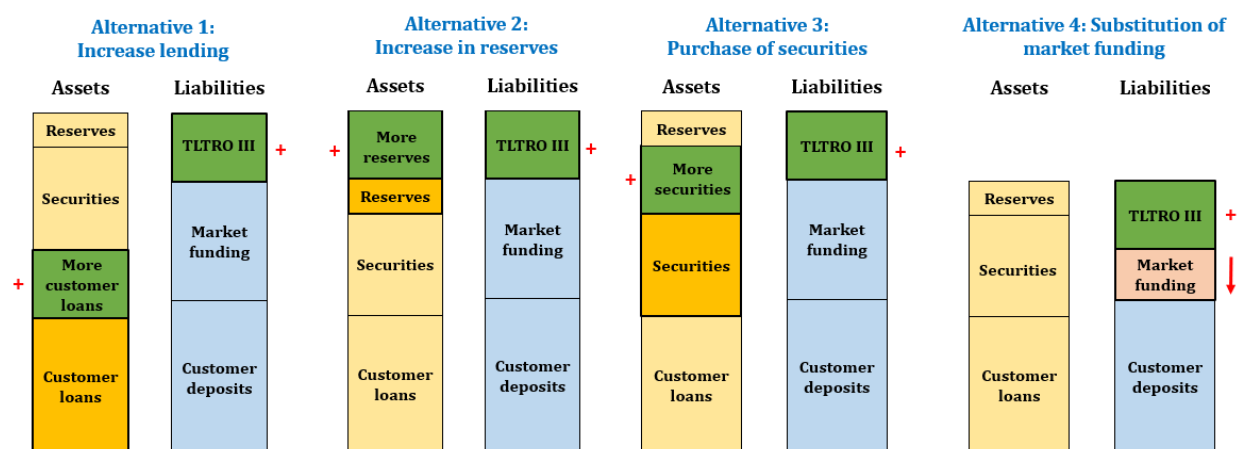 Alternative 1:
Increase lending
Assets
Liabilities
Reserves
Securities
More
customer
loans
Customer
loans
+
TLTRO III
+
Market
funding
Customer
deposits
Alternative 2:
Increase in reserves
Assets
Liabilities
+
More
reserves
Reserves
Securities
Customer
loans
TLTRO III
+
Market
funding
Customer
deposits
Alternative 3:
Purchase of securities
Assets
Liabilities
Reserves
+
More
securities
Securities
Customer
loans
TLTRO III
+
Market
funding
Customer
deposits
Alternative 4: Substitution of
market funding
Assets
Liabilities
Reserves
Securities
Customer
loans
TLTRO III
+
Market
funding
Customer
deposits